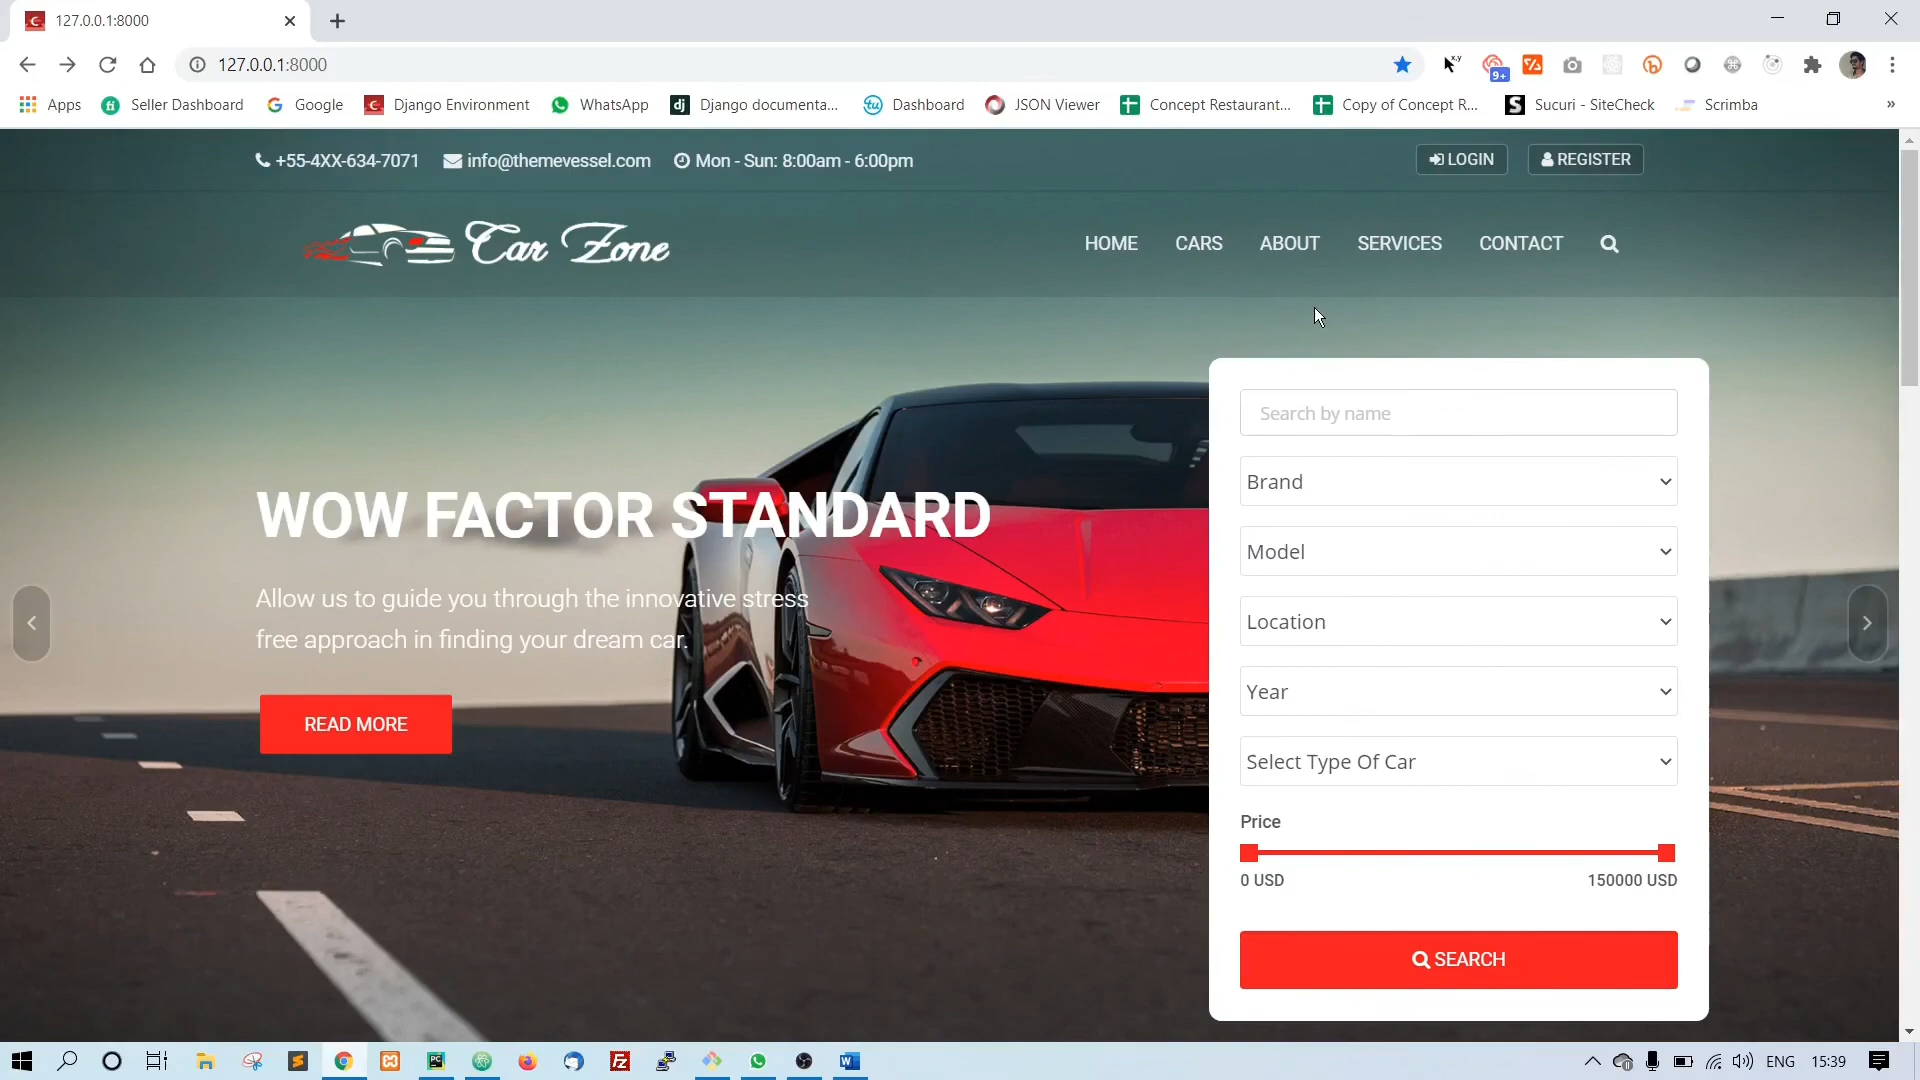 127.0.0.1:8000
127.0.0.1:8000
9+
Apps
Seller Dashboard
Google
Django Environment
WhatsApp
Django documenta...
Dashboard
JSON Viewer
Concept Restaurant...
Copy of Concept R...
Sucuri - SiteCheck
Scrimba
»
+55-4XX-634-7071 info@themevessel.com Mon - Sun: 8:00am - 6:00pm
LOGIN
REGISTER
Car Zone
HOME CARS ABOUT SERVICES CONTACT
WOW FACTOR STANDARD
Allow us to guide you through the innovative stress
free approach in finding your dream car.
READ MORE
Search by name
Brand
Model
Location
Year
Select Type Of Car
Price
0 USD 150000 USD
SEARCH
ENG 15:39